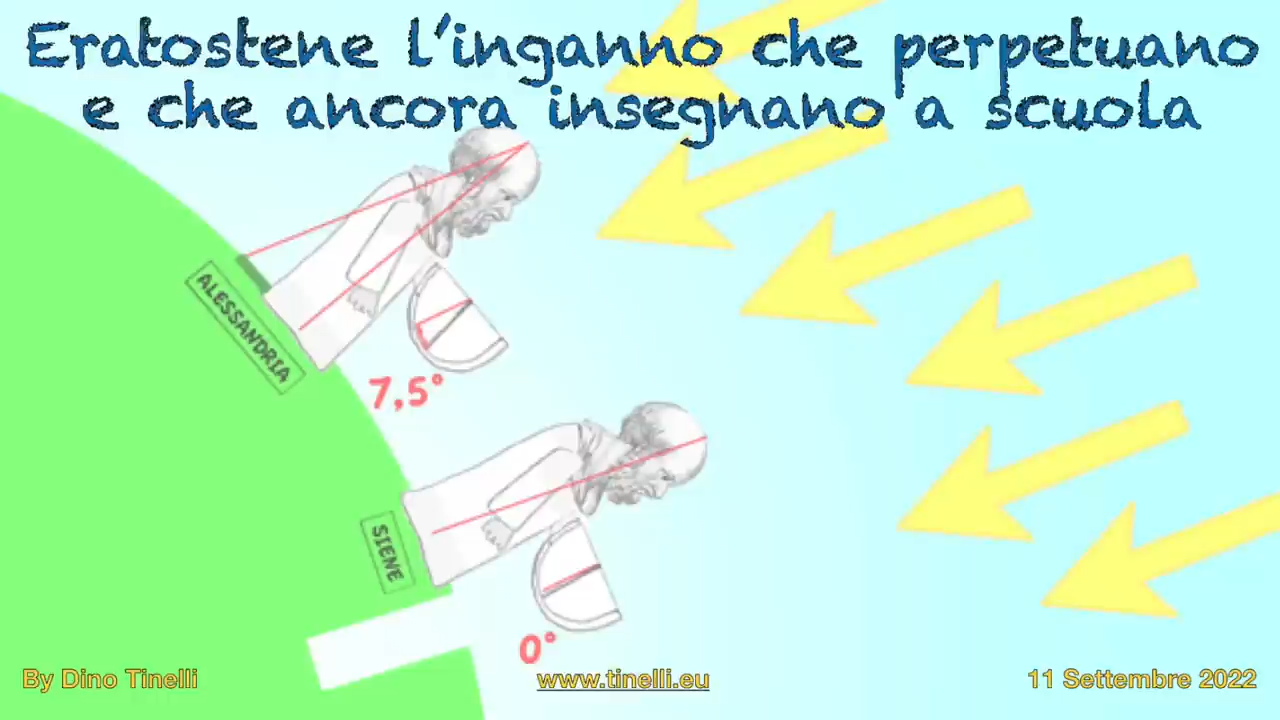 Eratostene l'inganno che perpetuano
e che ancora insegnano a scuola
ALESSANDRIA
7,5°
SIENE
0°
By Dino Tinelli
www.tinelli.eu
11 Settembre 2022